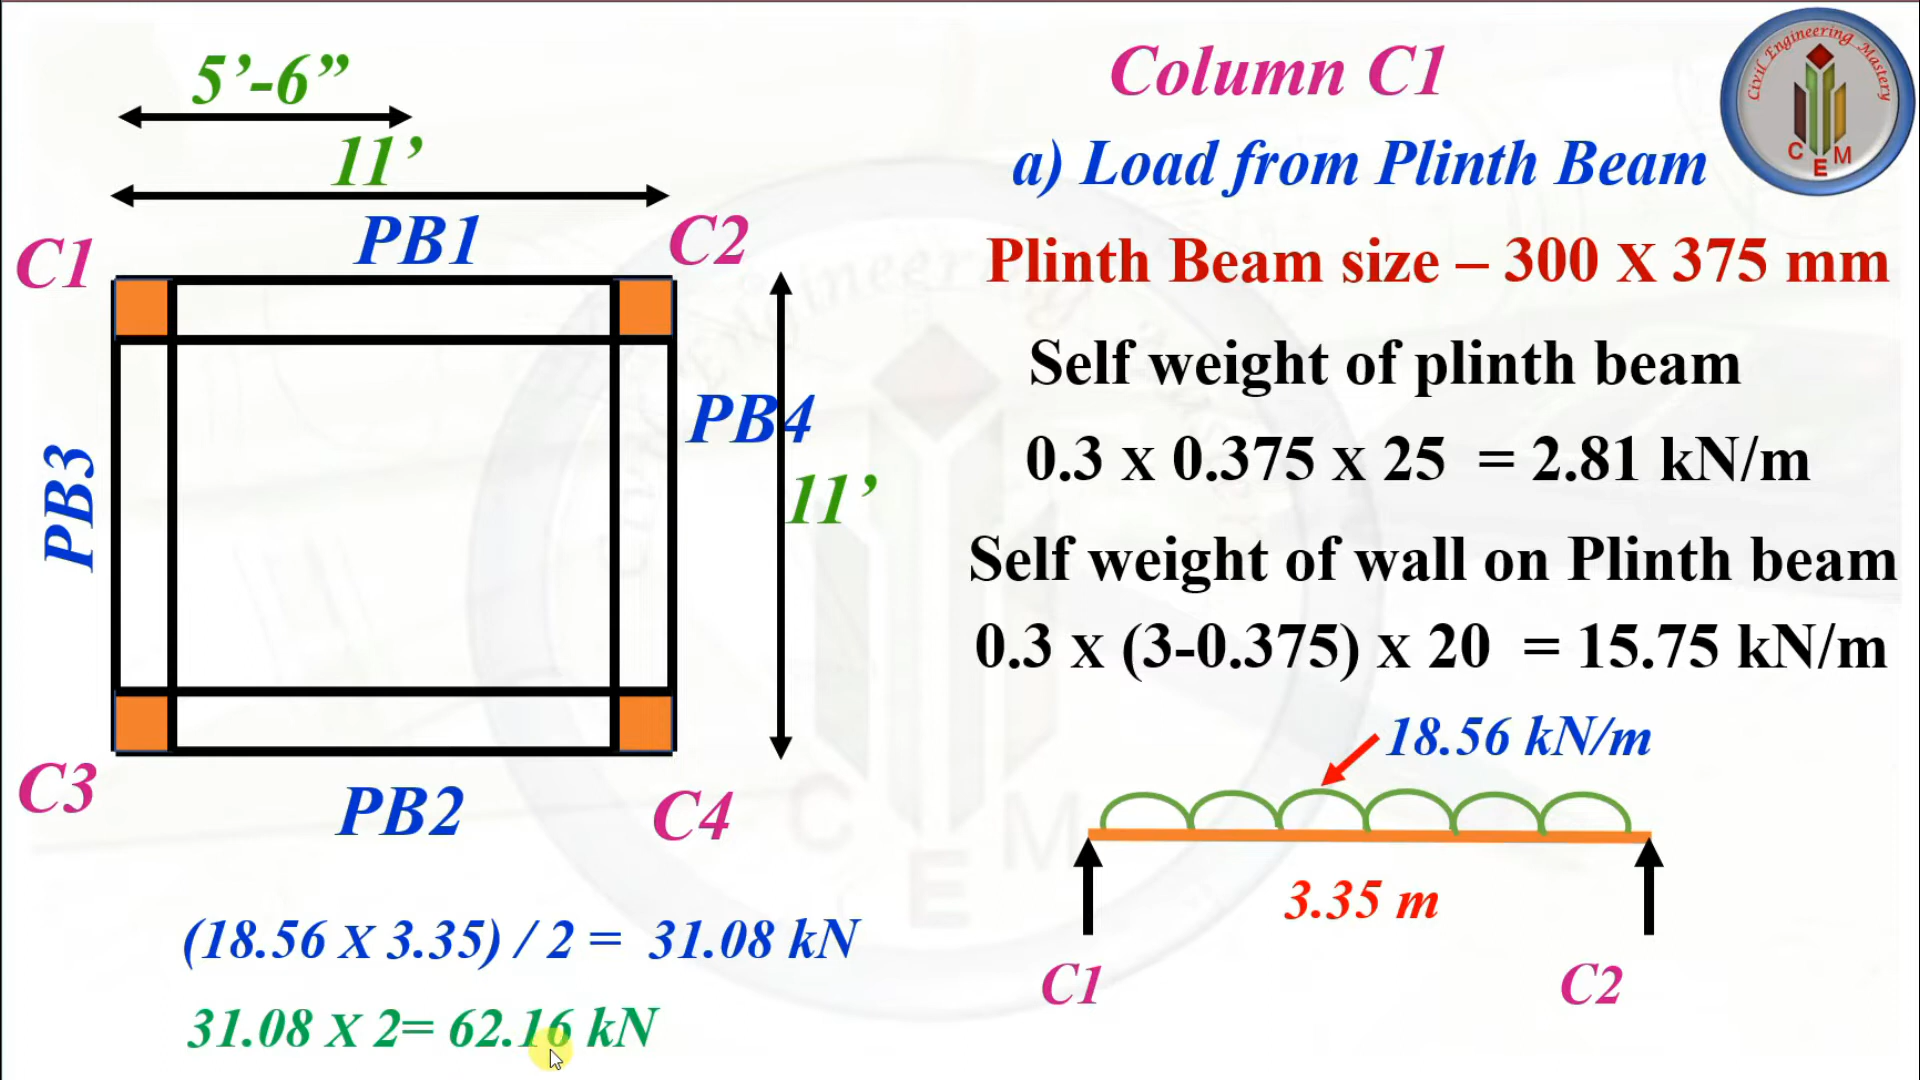 5’-6”
11’
PB1
C1
C2
PB4
11’
PB3
C3
PB2
C4
(18.56 X 3.35) / 2 = 31.08 kN
31.08 X 2= 62.16 kN
Column C1
a) Load from Plinth Beam
Plinth Beam size – 300 X 375 mm
Self weight of plinth beam
0.3 X 0.375 X 25 = 2.81 kN/m
Self weight of wall on Plinth beam
0.3 X (3-0.375) X 20 = 15.75 kN/m
18.56 kN/m
3.35 m
C1
C2
Civil Engineering Mastery
C E M
C E M